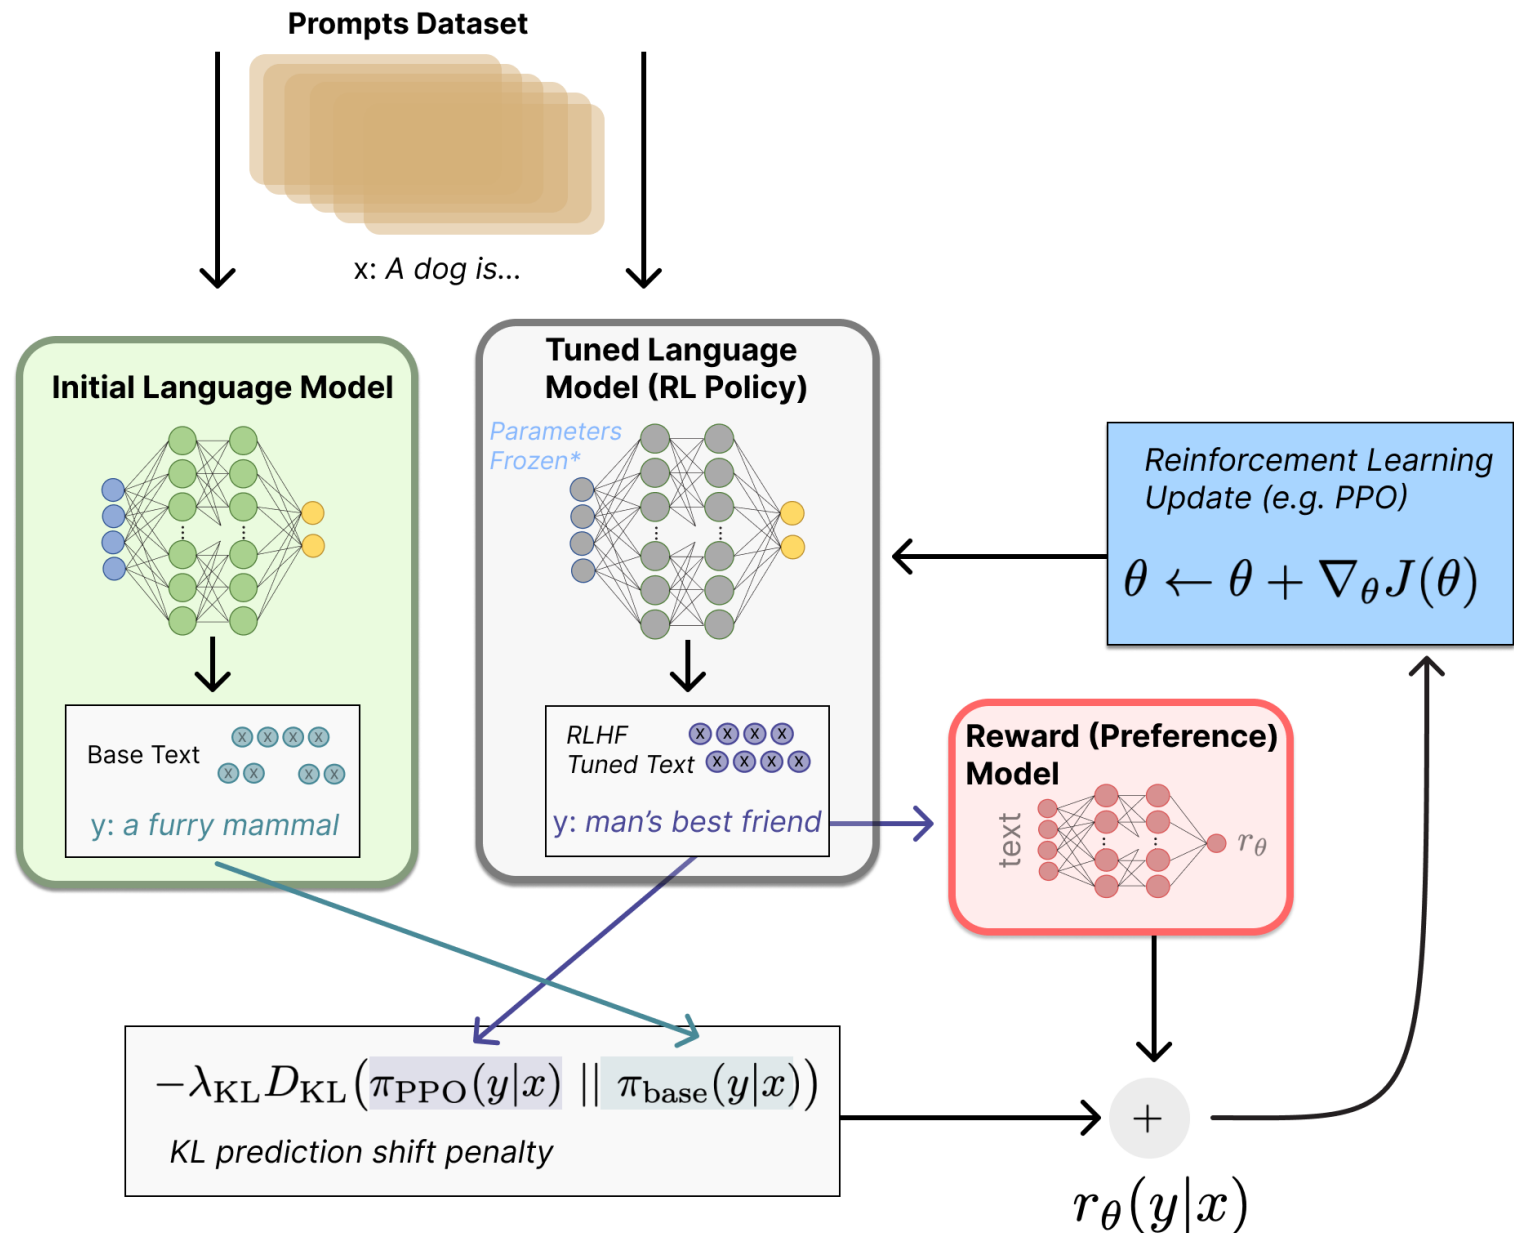 Prompts Dataset
x: A dog is...
Initial Language Model
Tuned Language
Model (RL Policy)
Parameters
Frozen*
Reinforcement Learning
Update (e.g. PPO)
θ ← θ + ∇θJ(θ)
Base Text
x x x x
x x x x
y: a furry mammal
RLHF
Tuned Text
x x x x
x x x x
y: man's best friend
Reward (Preference)
Model
text
rθ
−λKL DKL(πPPO(y|x) || πbase(y|x))
KL prediction shift penalty
+
rθ(y|x)